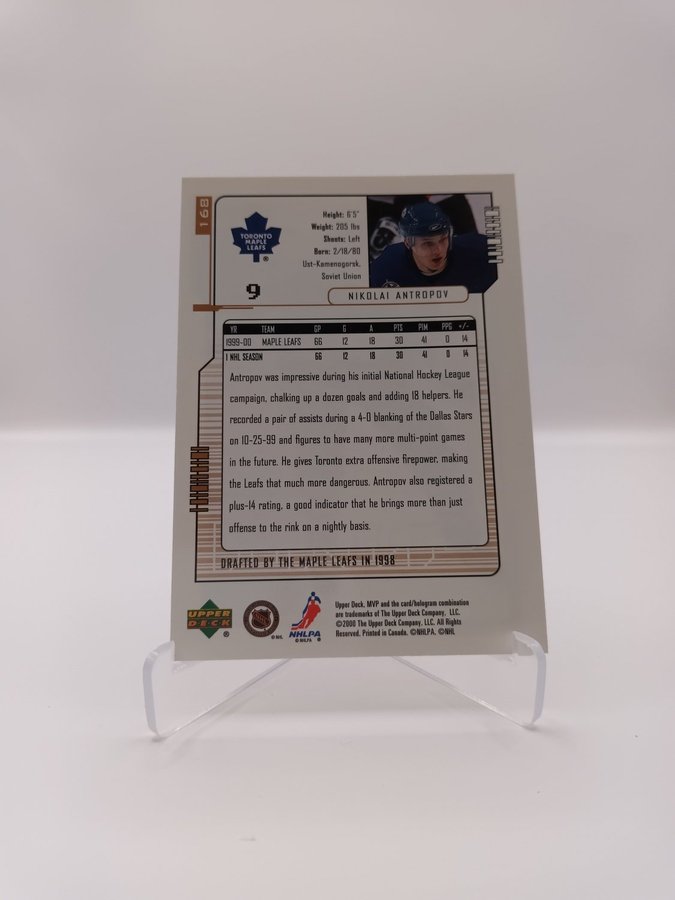 168
TORONTO
MAPLE
LEAFS
®
Height: 6'5"
Weight: 205 lbs
Shoots: Left
Born: 2/18/80
Ust-Kamenogorsk,
Soviet Union
9
NIKOLAI ANTROPOV
YR TEAM GP G A PTS PIM PPG +/-
1999-00 MAPLE LEAFS 66 12 18 30 41 0 14
1 NHL SEASON 66 12 18 30 41 0 14
Antropov was impressive during his initial National Hockey League
campaign, chalking up a dozen goals and adding 18 helpers. He
recorded a pair of assists during a 4-0 blanking of the Dallas Stars
on 10-25-99 and figures to have many more multi-point games
in the future. He gives Toronto extra offensive firepower, making
the Leafs that much more dangerous. Antropov also registered a
plus-14 rating, a good indicator that he brings more than just
offense to the rink on a nightly basis.
DRAFTED BY THE MAPLE LEAFS IN 1998
UPPER
DECK
®
©NHL
NHLPA
©NHLPA ®
Upper Deck, MVP and the card/hologram combination
are trademarks of The Upper Deck Company, LLC.
©2000 The Upper Deck Company, LLC. All Rights
Reserved. Printed in Canada. ©NHLPA. ©NHL